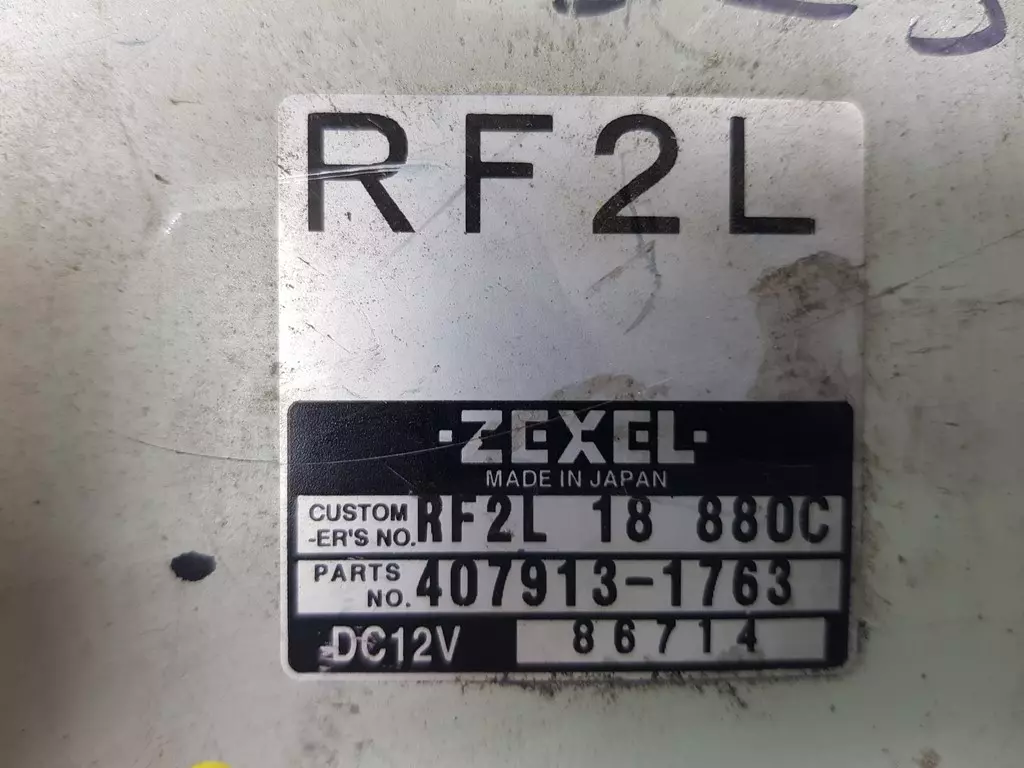 RF2L
·ZEXEL·
MADE IN JAPAN
CUSTOM
-ER'S NO. RF2L 18 880C
PARTS
NO. 407913-1763
DC12V 86714